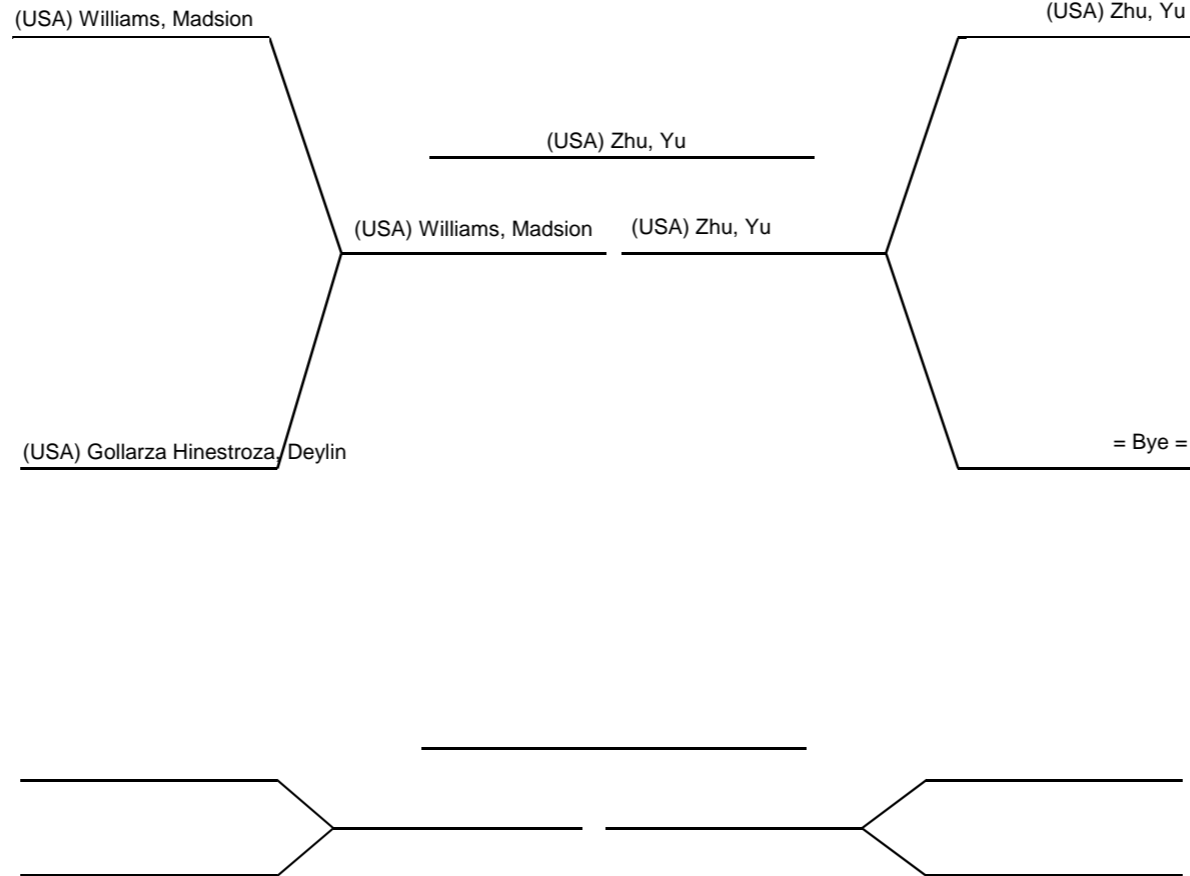 (USA) Williams, Madsion
(USA) Zhu, Yu
(USA) Zhu, Yu
(USA) Williams, Madsion
(USA) Zhu, Yu
(USA) Gollarza Hinestroza, Deylin
= Bye =